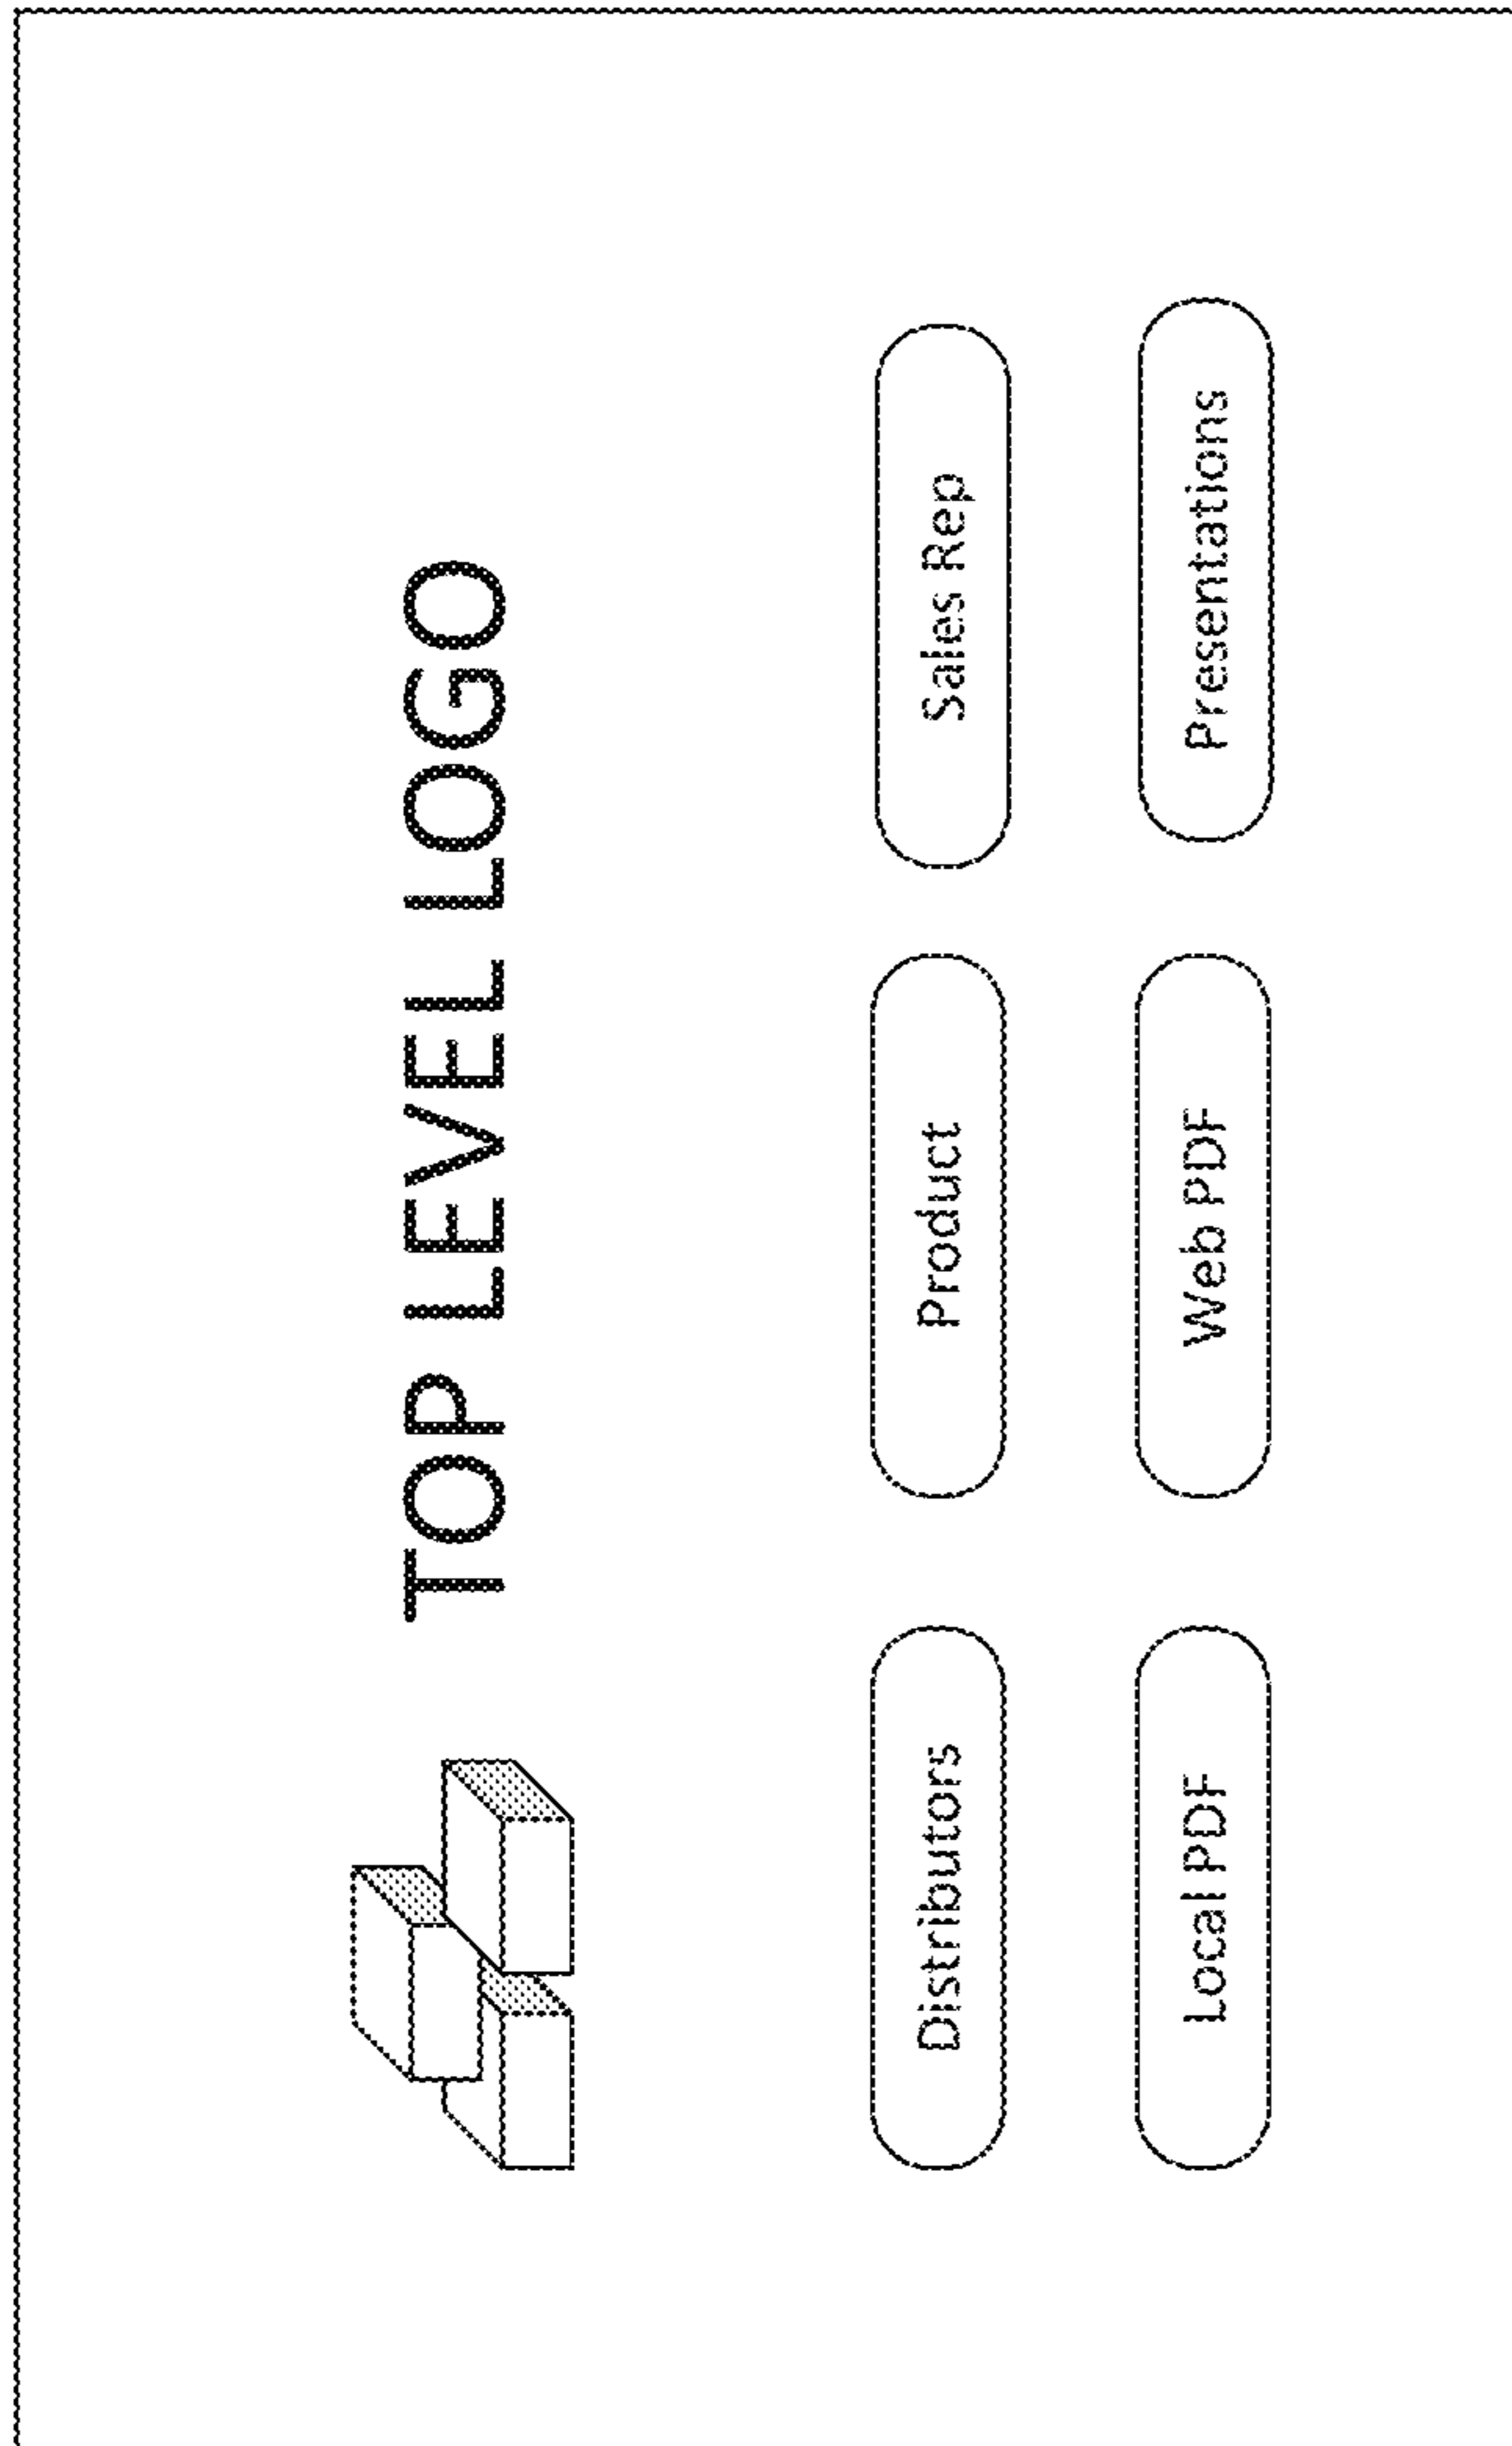 TOP LEVEL LOGO
Distributors Product Sales Rep
Local PDF Web PDF Presentations